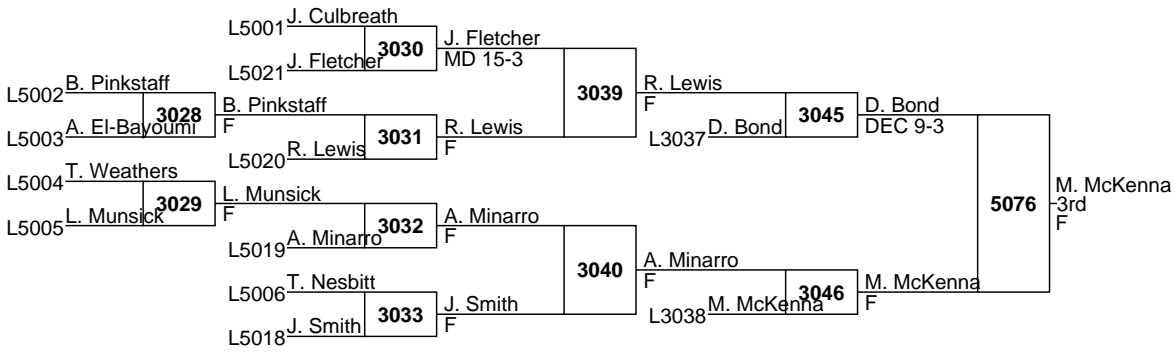 J. Culbreath
L5001
3030
J. Fletcher
MD 15-3
J. Fletcher
L5021
B. Pinkstaff
L5002
3028
B. Pinkstaff
F
A. El-Bayoumi
L5003
3031
R. Lewis
F
R. Lewis
L5020
3039
R. Lewis
F
D. Bond
L3037
3045
D. Bond
DEC 9-3
T. Weathers
L5004
3029
L. Munsick
F
L. Munsick
L5005
3032
A. Minarro
F
A. Minarro
L5019
T. Nesbitt
L5006
3033
J. Smith
F
J. Smith
L5018
3040
A. Minarro
F
M. McKenna
L3038
3046
M. McKenna
F
5076
M. McKenna
3rd
F